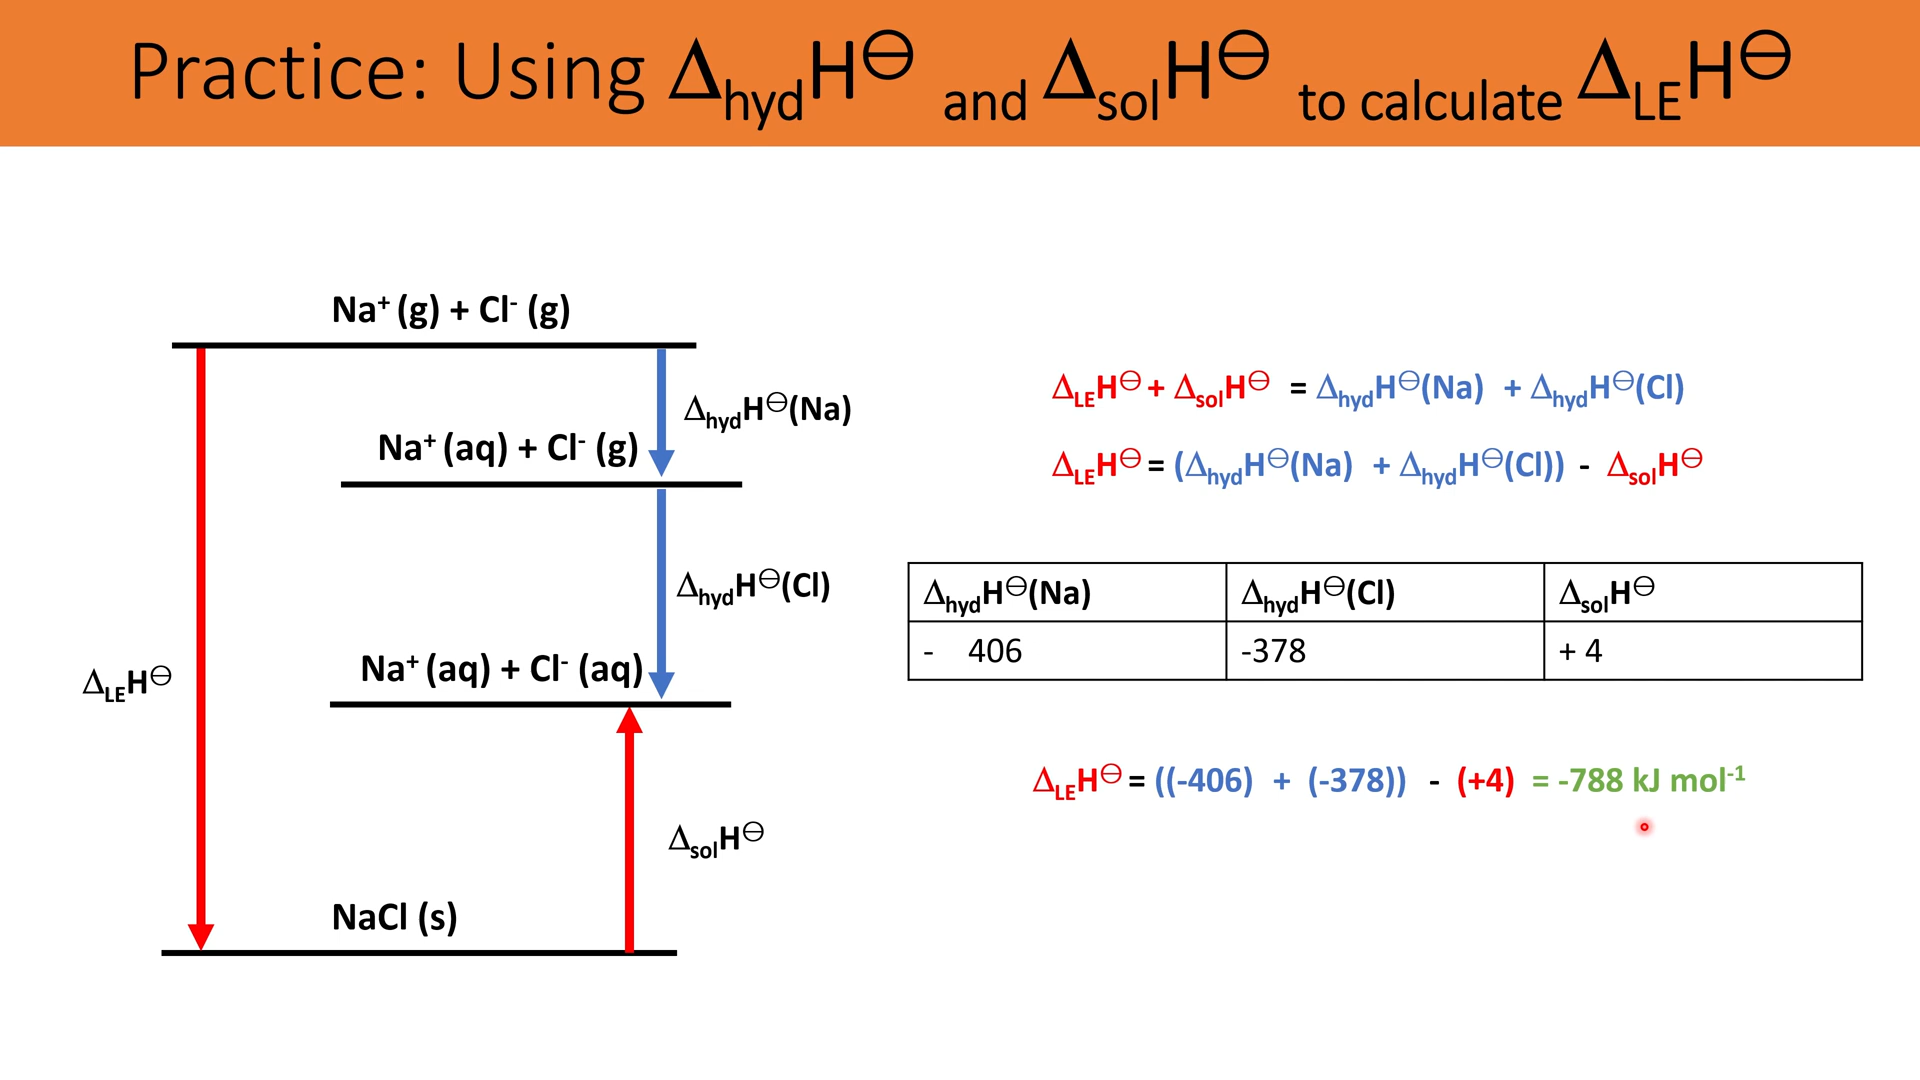 Practice: Using ΔhydH⊖ and ΔsolH⊖ to calculate ΔLEH⊖
Na⁺ (g) + Cl⁻ (g)
ΔhydH⊖(Na)
Na⁺ (aq) + Cl⁻ (g)
ΔhydH⊖(Cl)
Na⁺ (aq) + Cl⁻ (aq)
ΔLEH⊖
ΔsolH⊖
NaCl (s)
ΔLEH⊖ + ΔsolH⊖ = ΔhydH⊖(Na) + ΔhydH⊖(Cl)
ΔLEH⊖ = (ΔhydH⊖(Na) + ΔhydH⊖(Cl)) - ΔsolH⊖
ΔhydH⊖(Na) ΔhydH⊖(Cl) ΔsolH⊖
- 406 -378 + 4
ΔLEH⊖ = ((-406) + (-378)) - (+4) = -788 kJ mol⁻¹